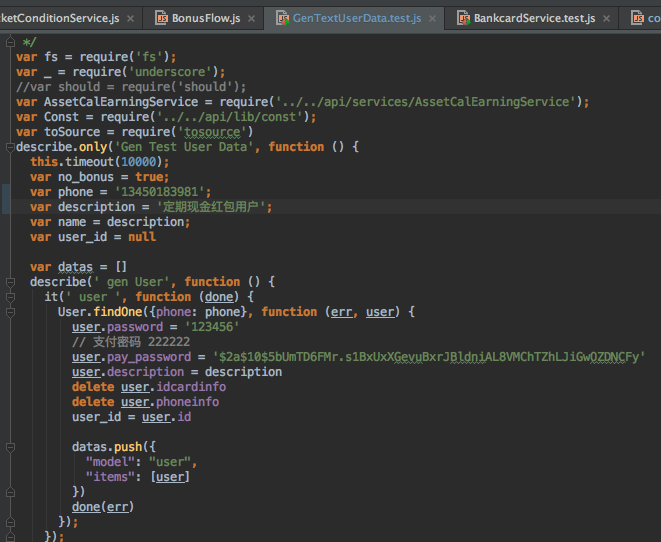 cketConditionService.js × BonusFlow.js × GenTextUserData.test.js × BankcardService.test.js × co
*/
var fs = require('fs');
var _ = require('underscore');
//var should = require('should');
var AssetCalEarningService = require('../../api/services/AssetCalEarningService');
var Const = require('../../api/lib/const');
var toSource = require('tosource')
describe.only('Gen Test User Data', function () {
this.timeout(10000);
var no_bonus = true;
var phone = '13450183981';
var description = '定期现金红包用户';
var name = description;
var user_id = null
var datas = []
describe(' gen User', function () {
it(' user ', function (done) {
User.findOne({phone: phone}, function (err, user) {
user.password = '123456'
// 支付密码 222222
user.pay_password = '$2a$10$5bUmTD6FMr.s1BxUxXGevuBxrJBldniAL8VMChTZhLJiGwOZDNCFy'
user.description = description
delete user.idcardinfo
delete user.phoneinfo
user_id = user.id
datas.push({
"model": "user",
"items": [user]
})
done(err)
});
});